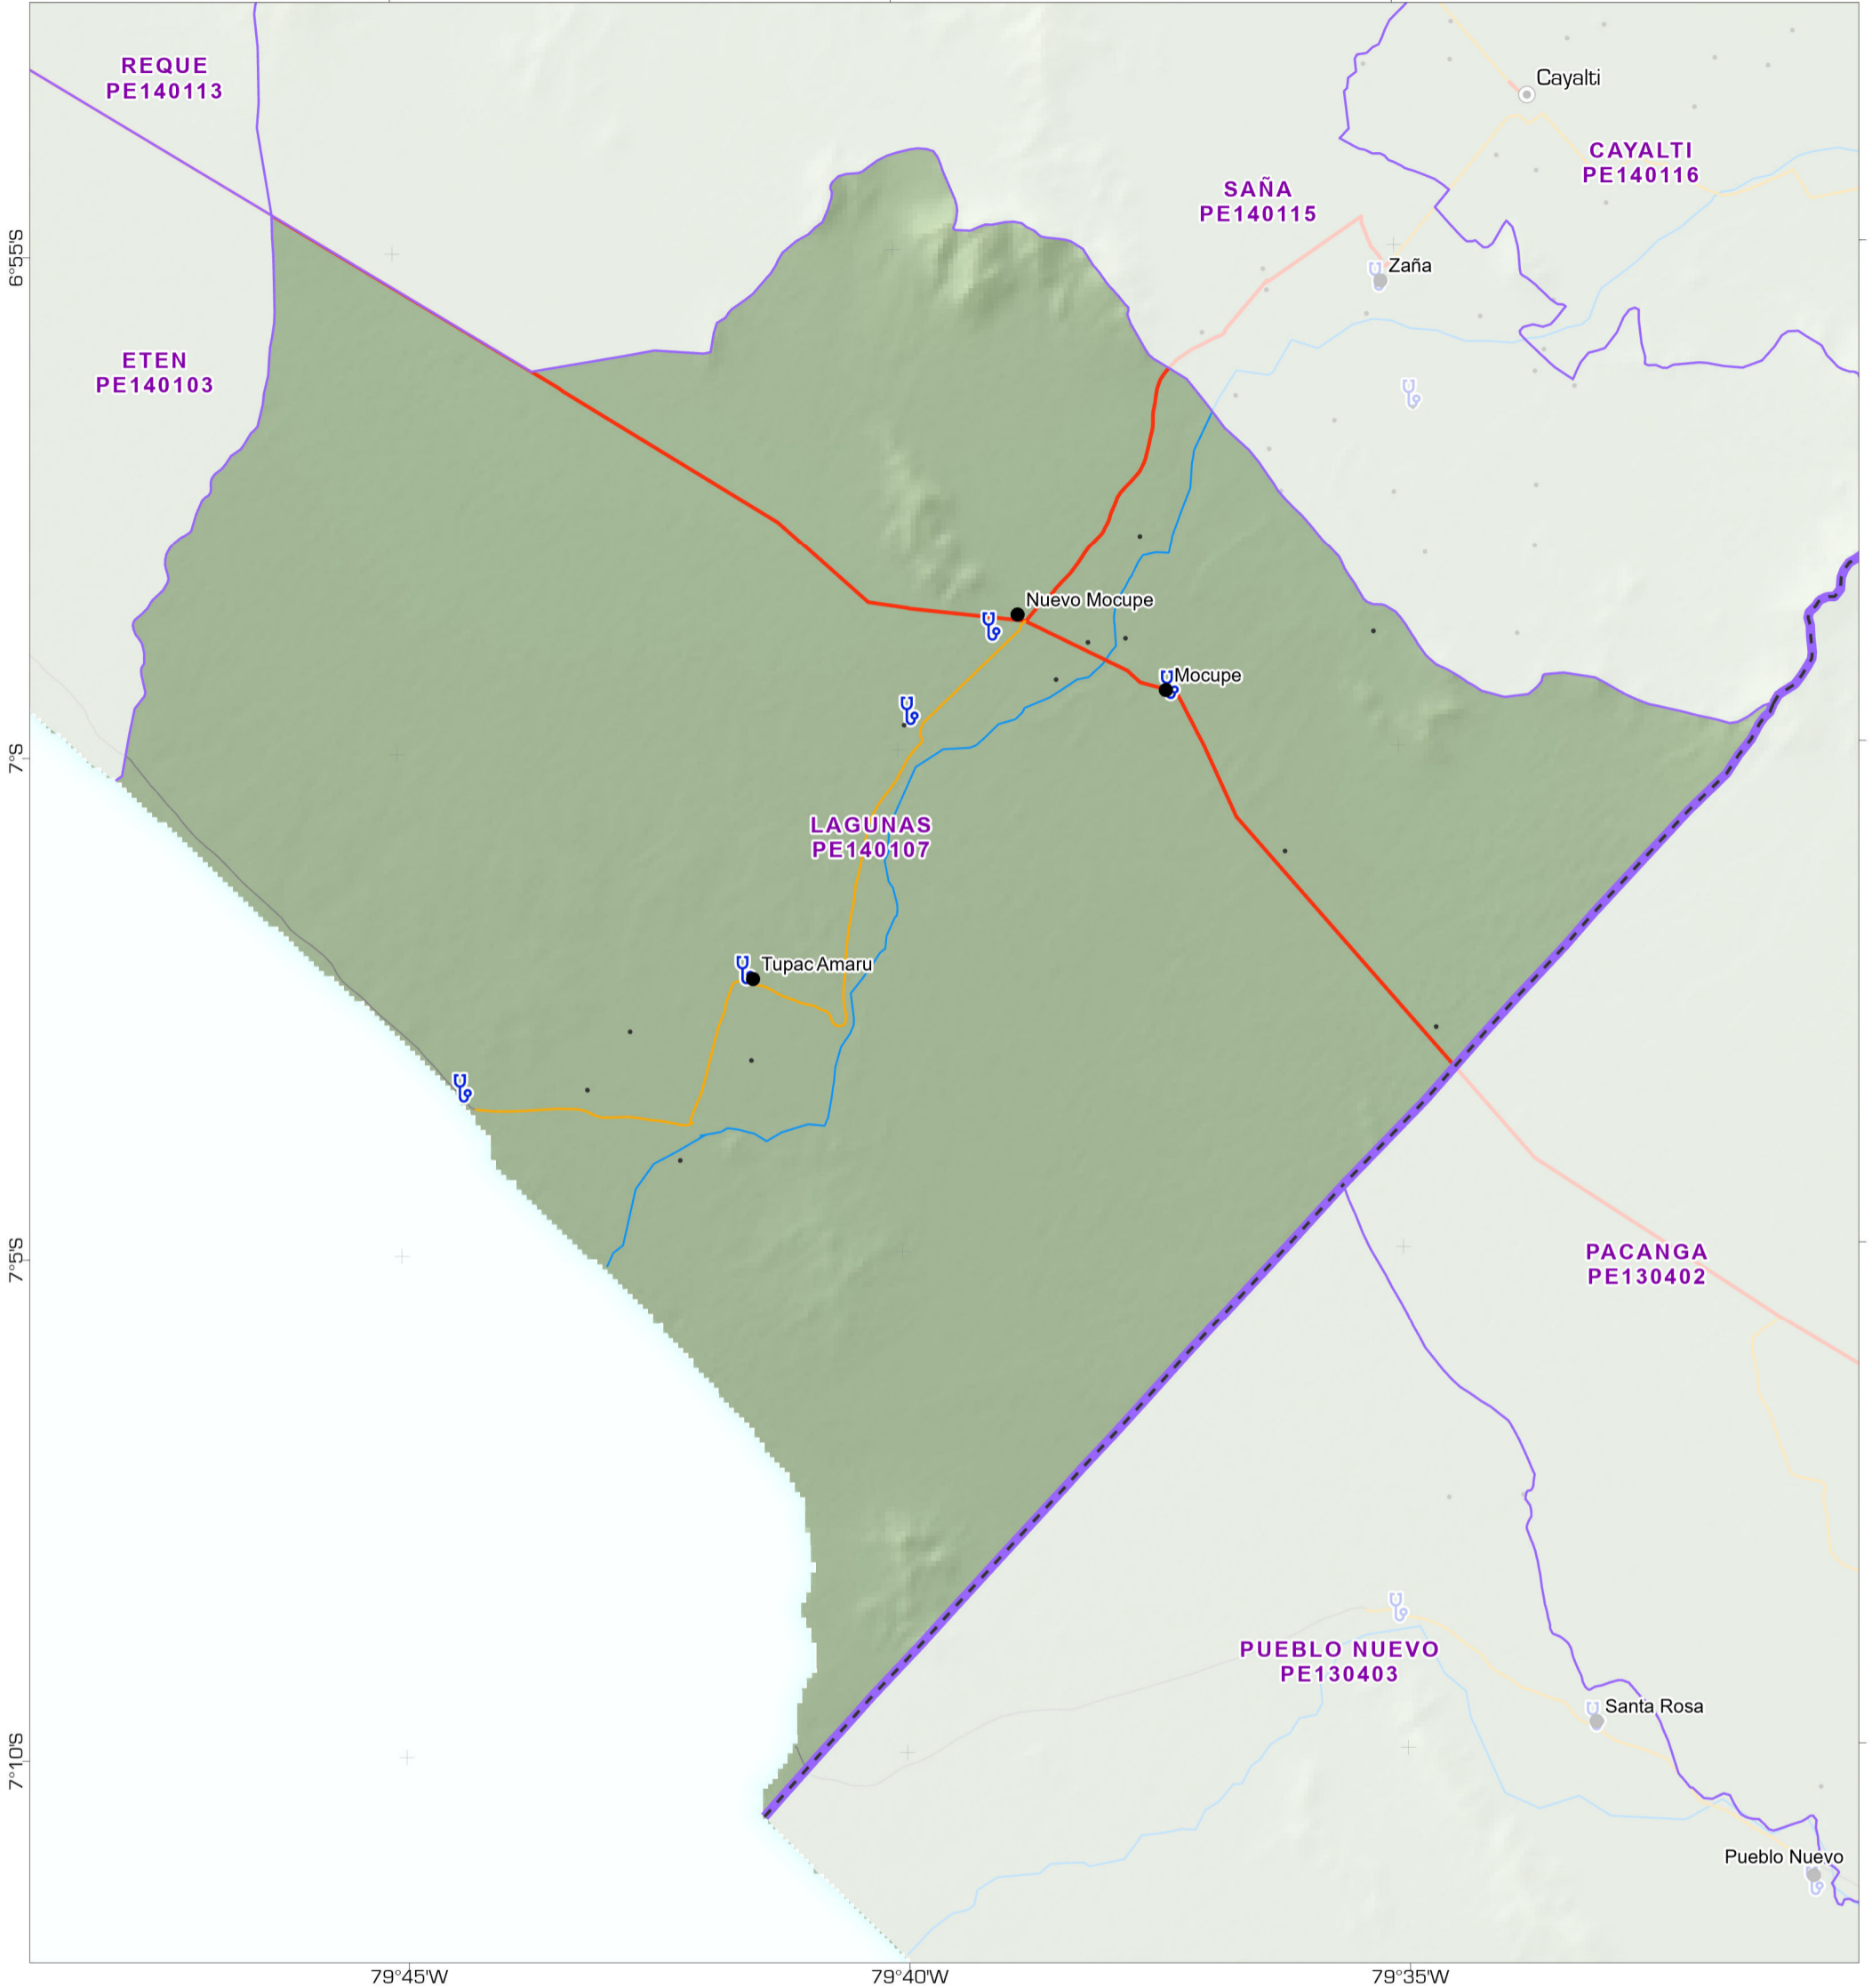 REQUE
PE140113
Cayalti
CAYALTI
PE140116
SAÑA
PE140115
Zaña
6°55'S
ETEN
PE140103
Nuevo Mocupe
Mocupe
7°S
LAGUNAS
PE140107
Tupac Amaru
7°5'S
PACANGA
PE130402
PUEBLO NUEVO
PE130403
Santa Rosa
7°10'S
Pueblo Nuevo
79°45'W
79°40'W
79°35'W